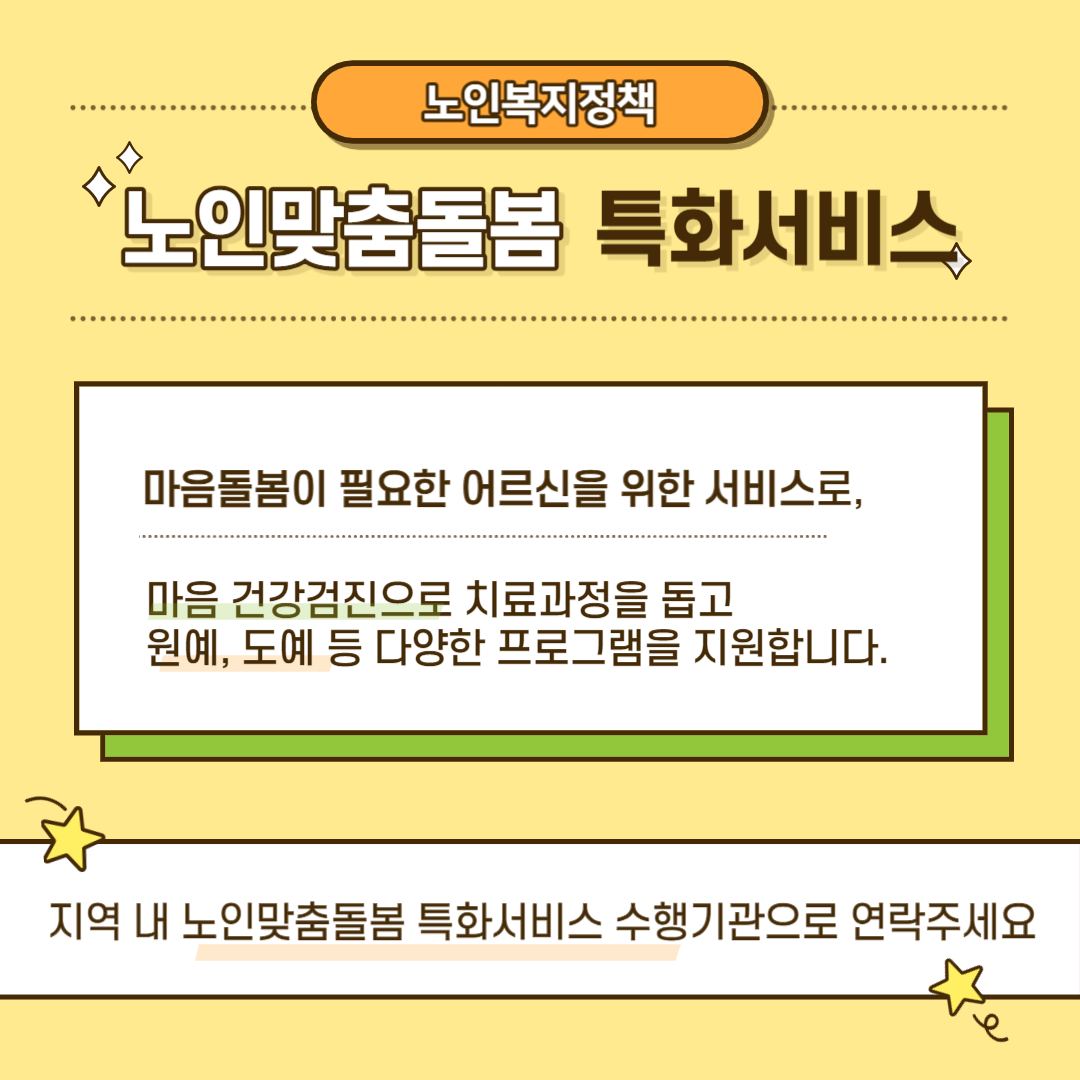 노인복지정책
노인맞춤돌봄 특화서비스
마음돌봄이 필요한 어르신을 위한 서비스로,
마음 건강검진으로 치료과정을 돕고
원예, 도예 등 다양한 프로그램을 지원합니다.
지역 내 노인맞춤돌봄 특화서비스 수행기관으로 연락주세요